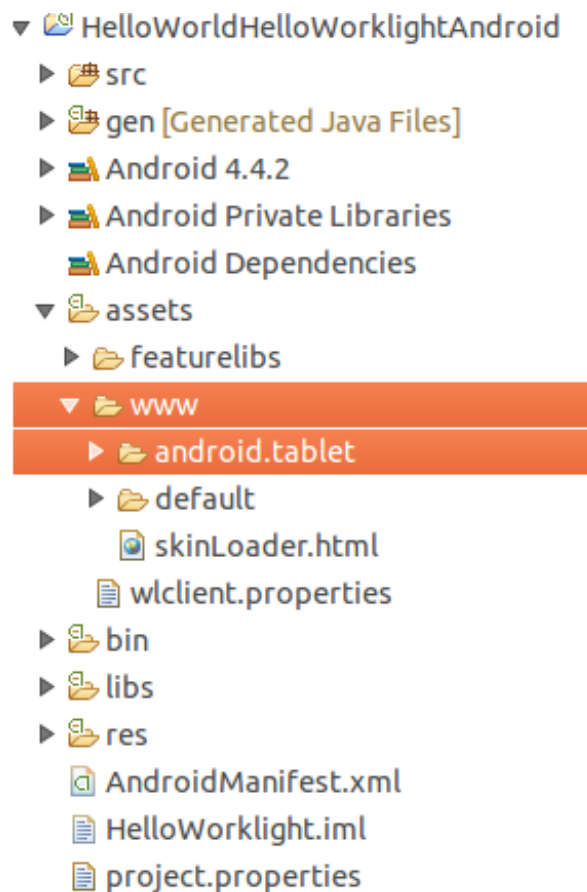 HelloWorldHelloWorklightAndroid
src
gen [Generated Java Files]
Android 4.4.2
Android Private Libraries
Android Dependencies
assets
featurelibs
www
android.tablet
default
skinLoader.html
wlclient.properties
bin
libs
res
AndroidManifest.xml
HelloWorklight.iml
project.properties